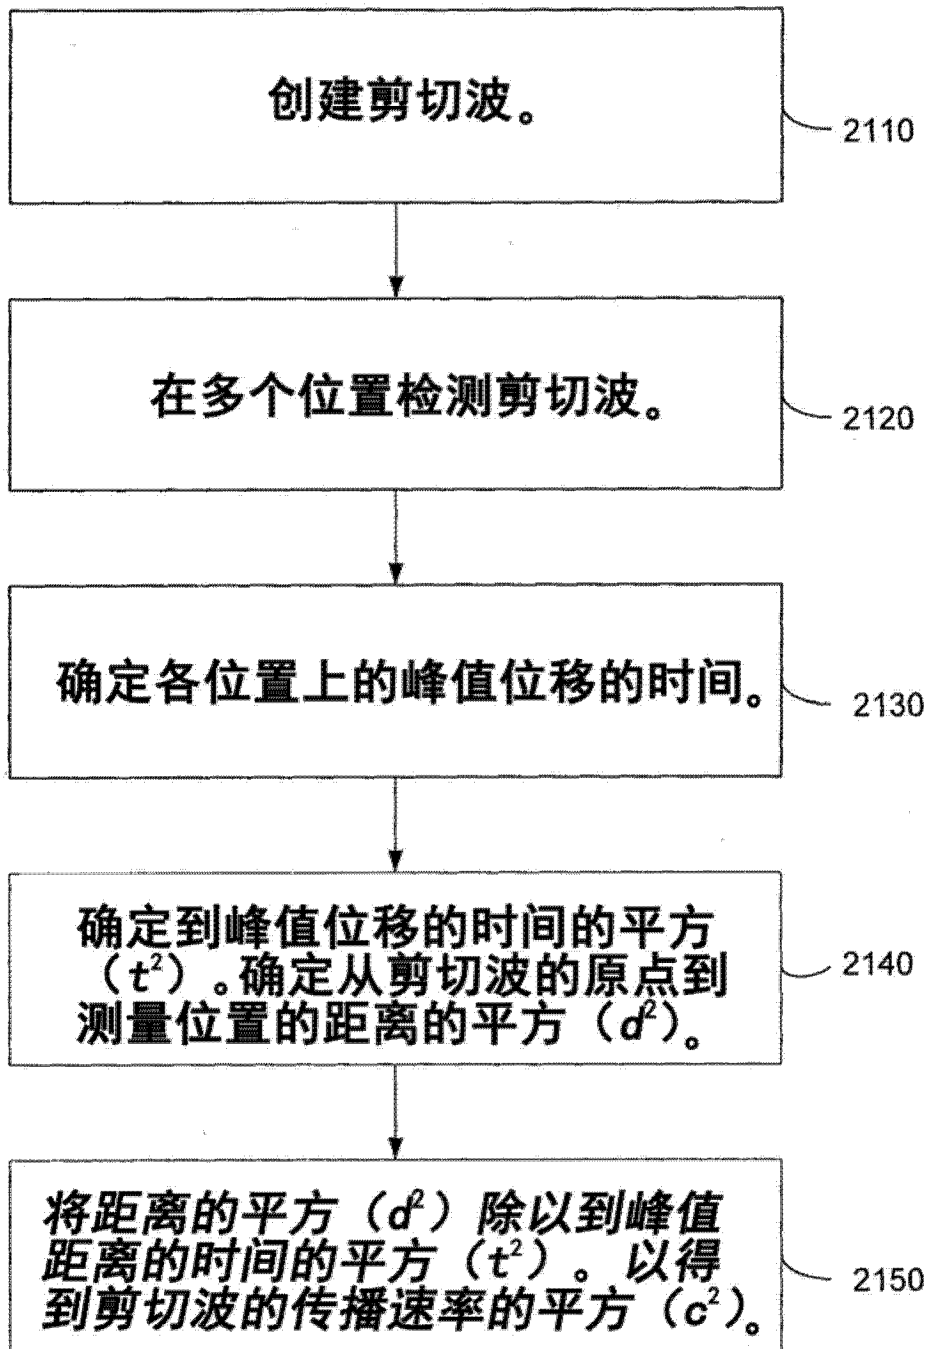 创建剪切波。
2110
在多个位置检测剪切波。
2120
确定各位置上的峰值位移的时间。
2130
确定到峰值位移的时间的平方
（t²）。确定从剪切波的原点到
测量位置的距离的平方（d²）。
2140
将距离的平方（d²）除以到峰值
距离的时间的平方（t²）。以得
到剪切波的传播速率的平方（c²）。
2150